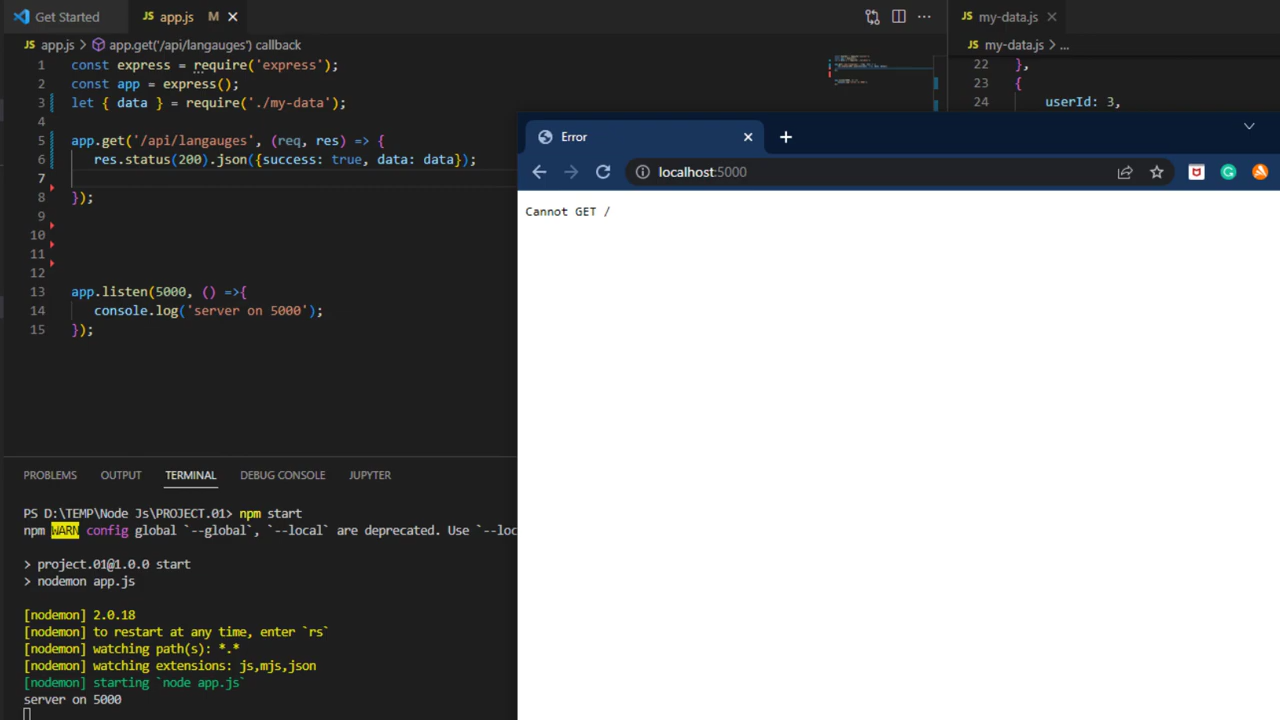 Get Started
JS app.js M
JS my-data.js
JS app.js > app.get('/api/langauges') callback
JS my-data.js > ...
1 const express = require('express');
2 const app = express();
3 let { data } = require('./my-data');
4
5 app.get('/api/langauges', (req, res) => {
6 res.status(200).json({success: true, data: data});
7
8 });
9
10
11
12
13 app.listen(5000, () =>{
14 console.log('server on 5000');
15 });
22 },
23 {
24 userId: 3,
Error
localhost:5000
Cannot GET /
PROBLEMS OUTPUT TERMINAL DEBUG CONSOLE JUPYTER
PS D:\TEMP\Node Js\PROJECT.01> npm start
npm WARN config global `--global`, `--local` are deprecated. Use `--loc
> project.01@1.0.0 start
> nodemon app.js
[nodemon] 2.0.18
[nodemon] to restart at any time, enter `rs`
[nodemon] watching path(s): *.*
[nodemon] watching extensions: js,mjs,json
[nodemon] starting `node app.js`
server on 5000